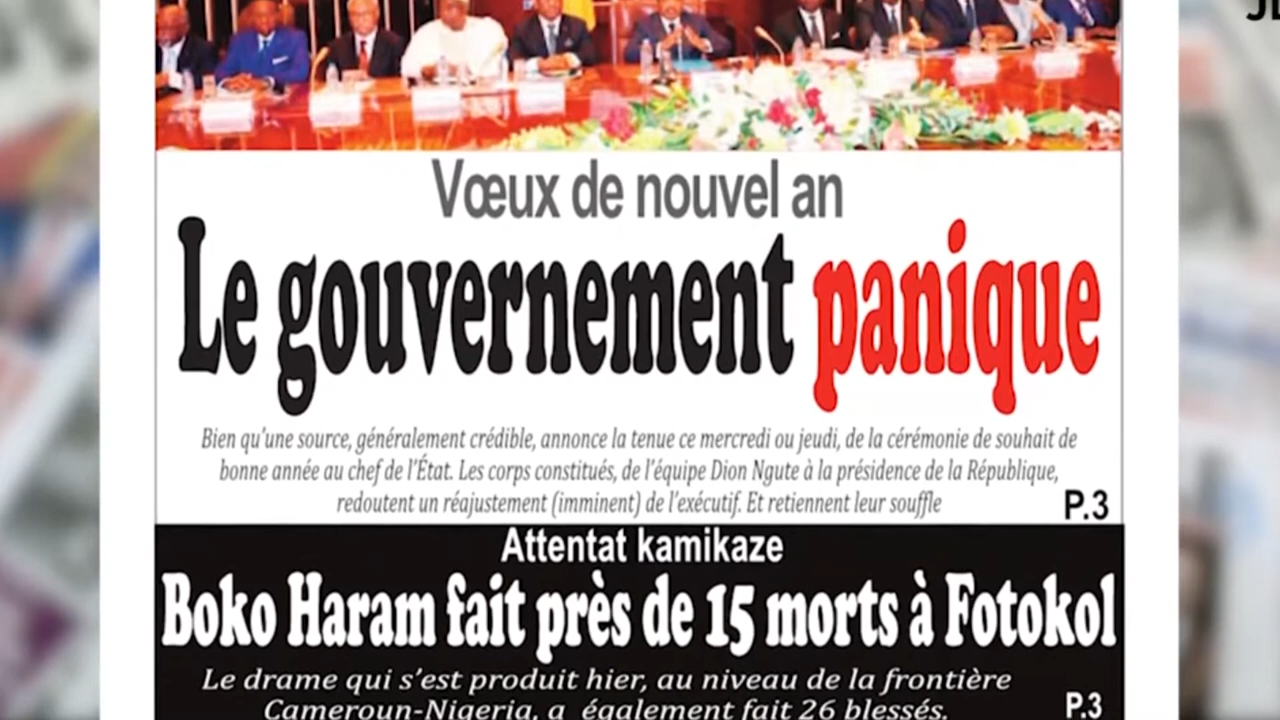 Vœux de nouvel an
Le gouvernement panique
Bien qu'une source, généralement crédible, annonce la tenue ce mercredi ou jeudi, de la cérémonie de souhait de
bonne année au chef de l'État. Les corps constitués, de l'équipe Dion Ngute à la présidence de la République,
redoutent un réajustement (imminent) de l'exécutif. Et retiennent leur souffle
P.3
Attentat kamikaze
Boko Haram fait près de 15 morts à Fotokol
Le drame qui s'est produit hier, au niveau de la frontière
Cameroun-Nigeria, a également fait 26 blessés.
P.3